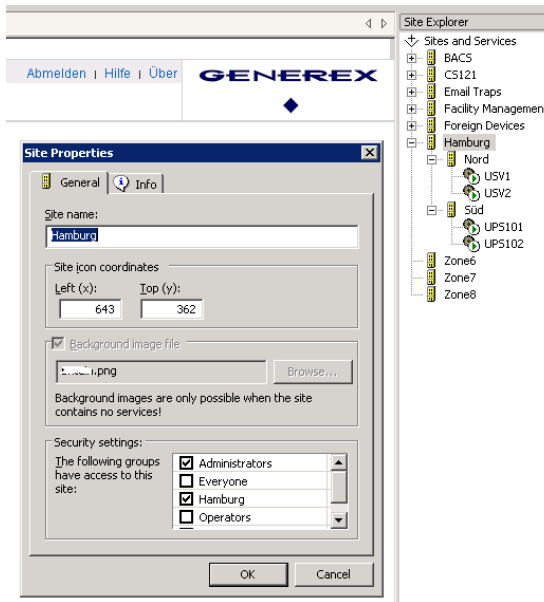 Abmelden | Hilfe | Über
GENEREX
Site Properties
General
Info
Site name:
Hamburg
Site icon coordinates
Left (x):
Top (y):
643
362
Background image file
.png
Browse...
Background images are only possible when the site
contains no services!
Security settings:
The following groups
have access to this
site:
Administrators
Everyone
Hamburg
Operators
OK
Cancel
Site Explorer
Sites and Services
BACS
CS121
Email Traps
Facility Managemen
Foreign Devices
Hamburg
Nord
USV1
USV2
Süd
UPS101
UPS102
Zone6
Zone7
Zone8